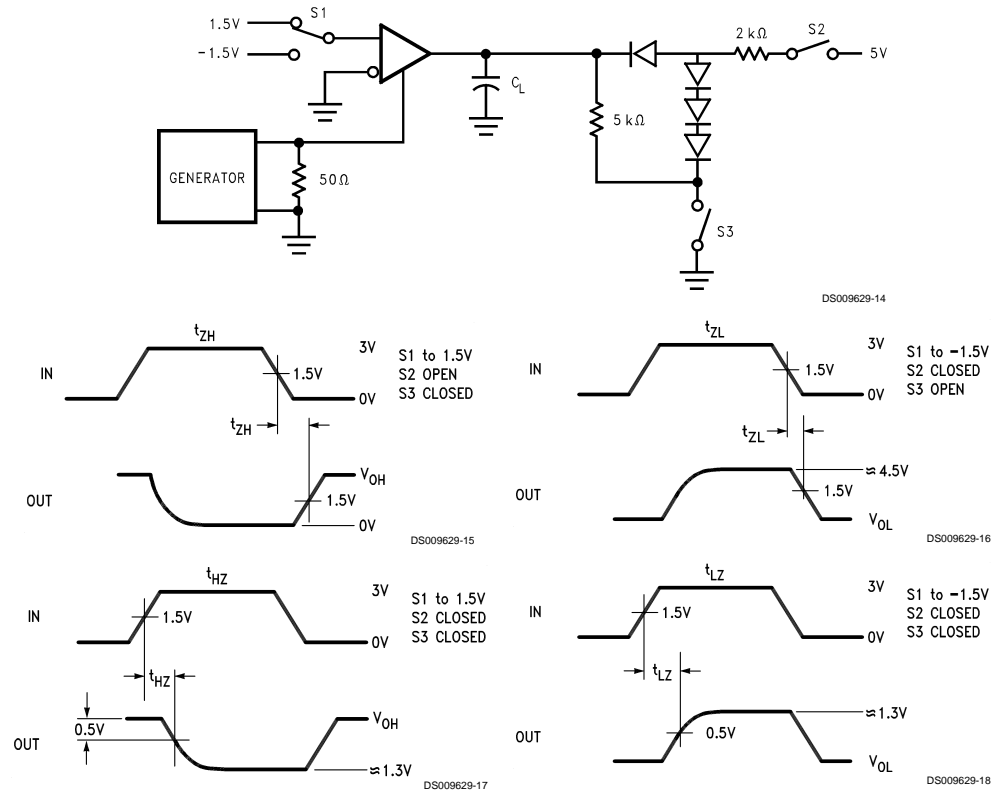 1.5V
S1
−1.5V
C_L
5 kΩ
2 kΩ
S2
5V
S3
GENERATOR
50Ω
DS009629-14
t_ZH
IN
3V
1.5V
0V
S1 to 1.5V
S2 OPEN
S3 CLOSED
t_ZH
OUT
V_OH
1.5V
0V
DS009629-15
t_ZL
IN
3V
1.5V
0V
S1 to −1.5V
S2 CLOSED
S3 OPEN
t_ZL
OUT
≈4.5V
1.5V
V_OL
DS009629-16
t_HZ
IN
3V
1.5V
0V
S1 to 1.5V
S2 CLOSED
S3 CLOSED
t_HZ
OUT
0.5V
V_OH
≈1.3V
DS009629-17
t_LZ
IN
3V
1.5V
0V
S1 to −1.5V
S2 CLOSED
S3 CLOSED
t_LZ
OUT
≈1.3V
0.5V
V_OL
DS009629-18